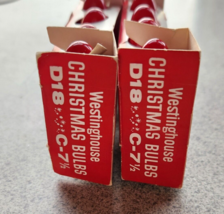 Westinghouse
CHRISTMAS BULBS
D18 C-7½
Westinghouse
CHRISTMAS BULBS
D18 C-7½